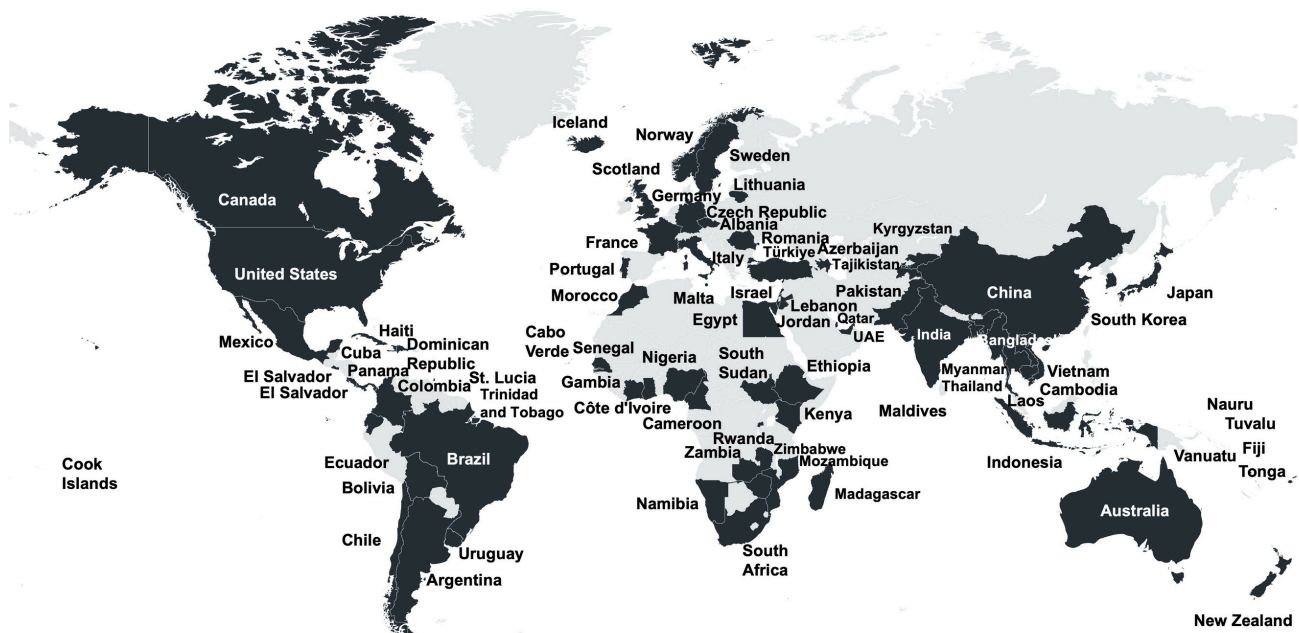 Iceland
Norway
Sweden
Scotland
Lithuania
Germany
Canada
Czech Republic
Albania
Kyrgyzstan
France
Romania
Azerbaijan
Italy
Türkiye
Tajikistan
Portugal
United States
Morocco
Malta
Israel
Pakistan
China
Japan
Lebanon
Egypt
Jordan
Qatar
South Korea
UAE
India
Bangladesh
Mexico
Haiti
Dominican
Republic
Cuba
Panama
Cabo
Verde
Senegal
Nigeria
South
Sudan
Ethiopia
Myanmar
Vietnam
Thailand
Cambodia
Laos
El Salvador
El Salvador
Colombia
St. Lucia
Trinidad
and Tobago
Gambia
Côte d'Ivoire
Cameroon
Kenya
Maldives
Nauru
Tuvalu
Rwanda
Zambia
Zimbabwe
Mozambique
Fiji
Vanuatu
Tonga
Indonesia
Cook
Islands
Ecuador
Brazil
Bolivia
Namibia
Madagascar
Australia
Chile
Uruguay
South
Africa
Argentina
New Zealand